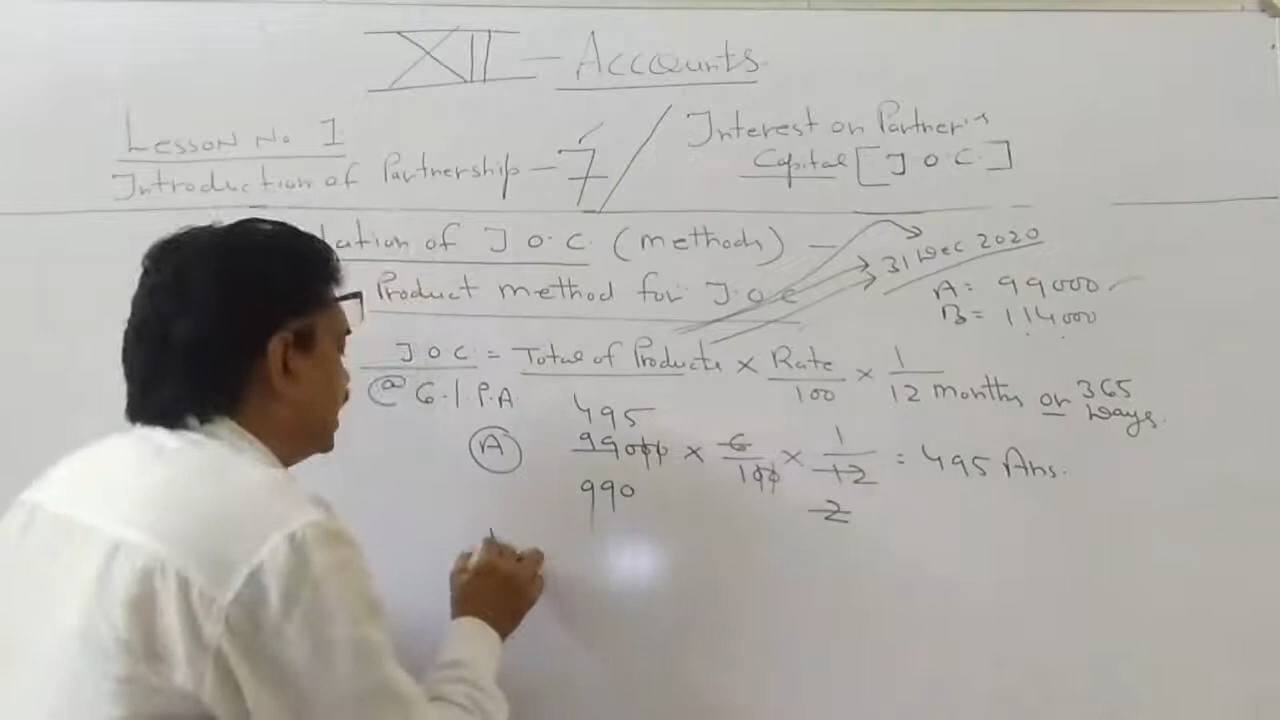 XII - Accounts
Lesson No. 1
Introduction of Partnership - 7 /
Interest on Partner's
Capital [I O C.]
lation of I O.C. (methods) -
Product method for I.O.C
31 Dec 2020
A = 99000
B = 114000
I O C. = Total of Products × Rate/100 × 1/12 months or 365 Days.
@ 6.1. P.A
495
(A) 99000 × 6/100 × 1/12 = 495 Ans.
990 2